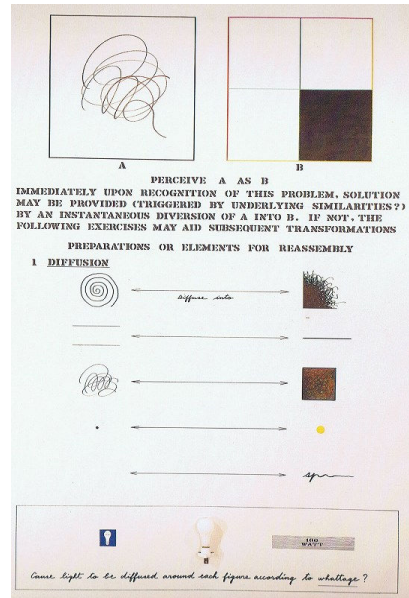 A
B
PERCEIVE A AS B
IMMEDIATELY UPON RECOGNITION OF THIS PROBLEM, SOLUTION
MAY BE PROVIDED (TRIGGERED BY UNDERLYING SIMILARITIES?)
BY AN INSTANTANEOUS DIVERSION OF A INTO B. IF NOT, THE
FOLLOWING EXERCISES MAY AID SUBSEQUENT TRANSFORMATIONS
PREPARATIONS OR ELEMENTS FOR REASSEMBLY
1 DIFFUSION
Diffuse into
100
WATT
Cause light to be diffused around each figure according to whattage?